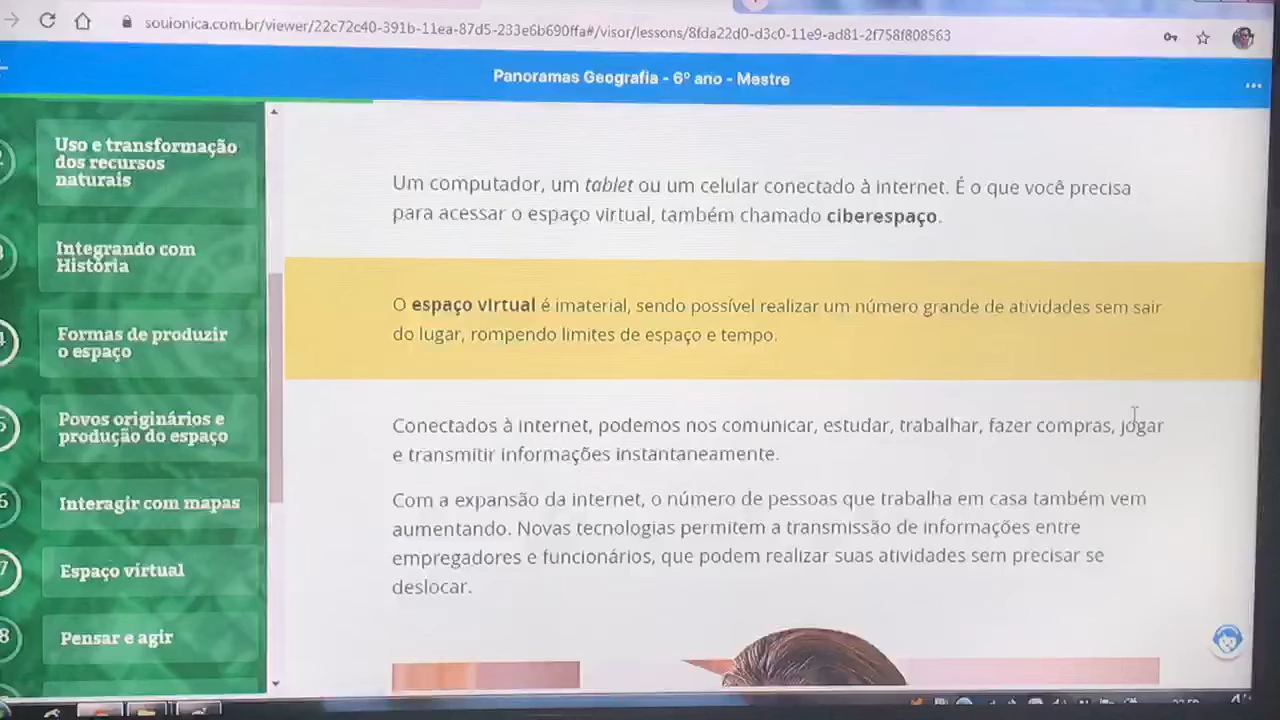 souionica.com.br/viewer/22c72c40-391b-11ea-87d5-233e6b690ffa#/visor/lessons/8fda22d0-d3c0-11e9-ad81-2f758f808563
Panoramas Geografia - 6º ano - Mestre
Uso e transformação
dos recursos
naturais
Integrando com
História
Formas de produzir
o espaço
Povos originários e
produção do espaço
6
Interagir com mapas
7
Espaço virtual
8
Pensar e agir
Um computador, um tablet ou um celular conectado à internet. É o que você precisa
para acessar o espaço virtual, também chamado ciberespaço.
O espaço virtual é imaterial, sendo possível realizar um número grande de atividades sem sair
do lugar, rompendo limites de espaço e tempo.
Conectados à internet, podemos nos comunicar, estudar, trabalhar, fazer compras, jogar
e transmitir informações instantaneamente.
Com a expansão da internet, o número de pessoas que trabalha em casa também vem
aumentando. Novas tecnologias permitem a transmissão de informações entre
empregadores e funcionários, que podem realizar suas atividades sem precisar se
deslocar.